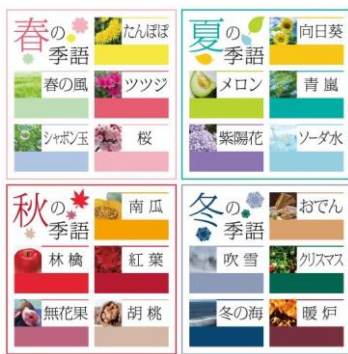 春の季語
たんぽぽ
春の風
ツツジ
シャボン玉
桜
夏の季語
向日葵
メロン
青嵐
紫陽花
ソーダ水
秋の季語
南瓜
林檎
紅葉
無花果
胡桃
冬の季語
おでん
吹雪
クリスマス
冬の海
暖炉